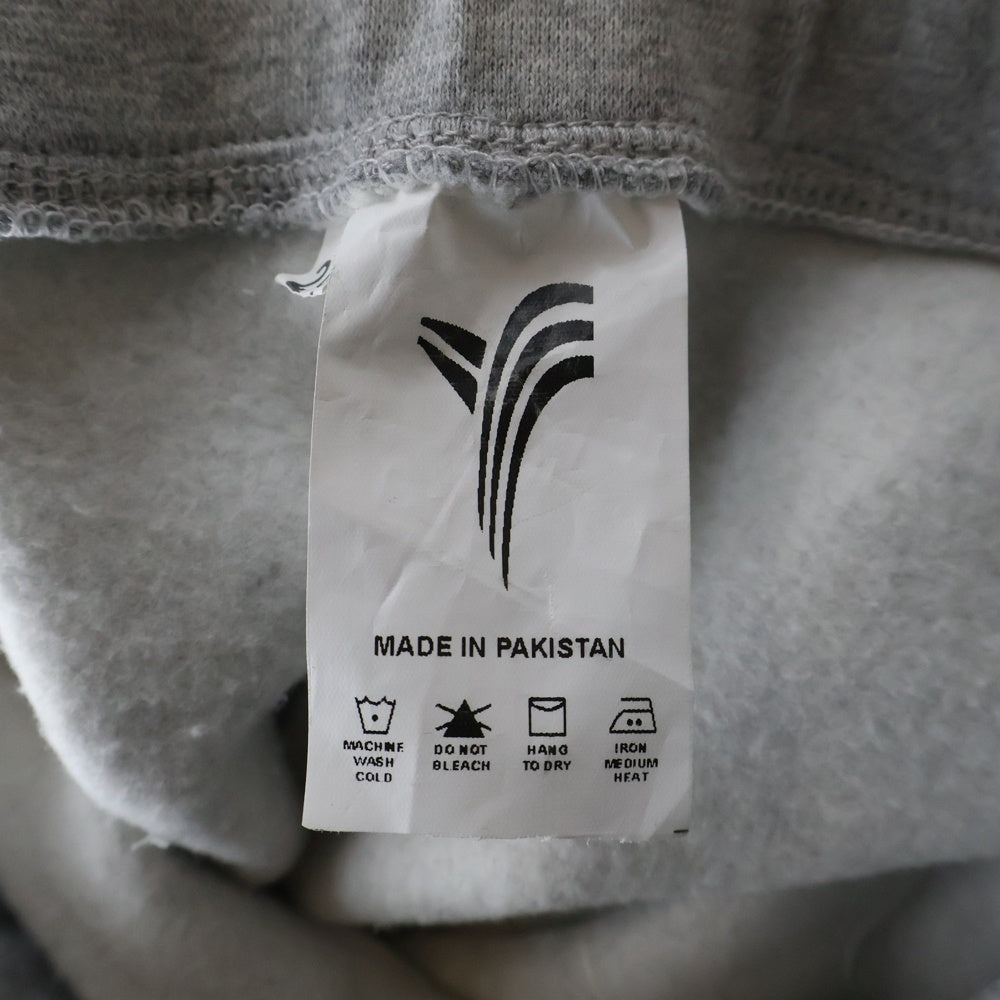 MADE IN PAKISTAN
MACHINE
WASH
COLD
DO NOT
BLEACH
HANG
TO DRY
IRON
MEDIUM
HEAT